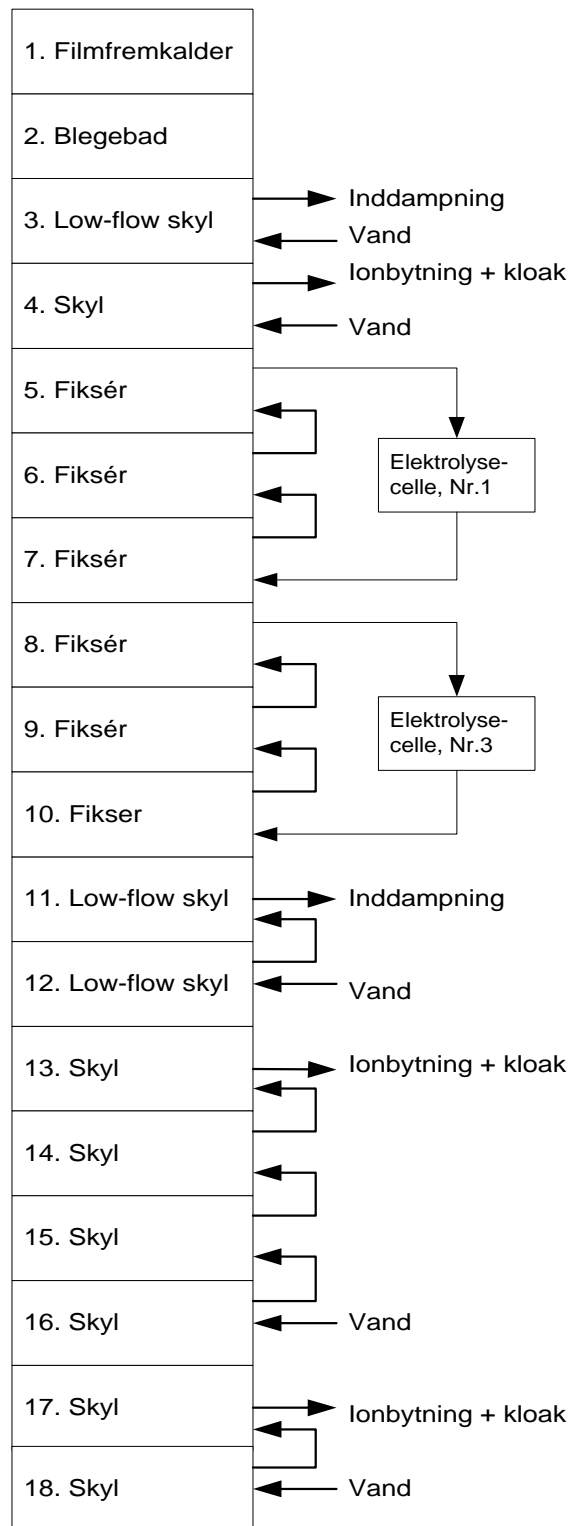 1. Filmfremkalder
2. Blegebad
3. Low-flow skyl
Inddampning
Vand
4. Skyl
Ionbytning + kloak
Vand
5. Fiksér
6. Fiksér
7. Fiksér
Elektrolyse-
celle, Nr.1
8. Fiksér
9. Fiksér
10. Fikser
Elektrolyse-
celle, Nr.3
11. Low-flow skyl
Inddampning
12. Low-flow skyl
Vand
13. Skyl
Ionbytning + kloak
14. Skyl
15. Skyl
16. Skyl
Vand
17. Skyl
Ionbytning + kloak
18. Skyl
Vand